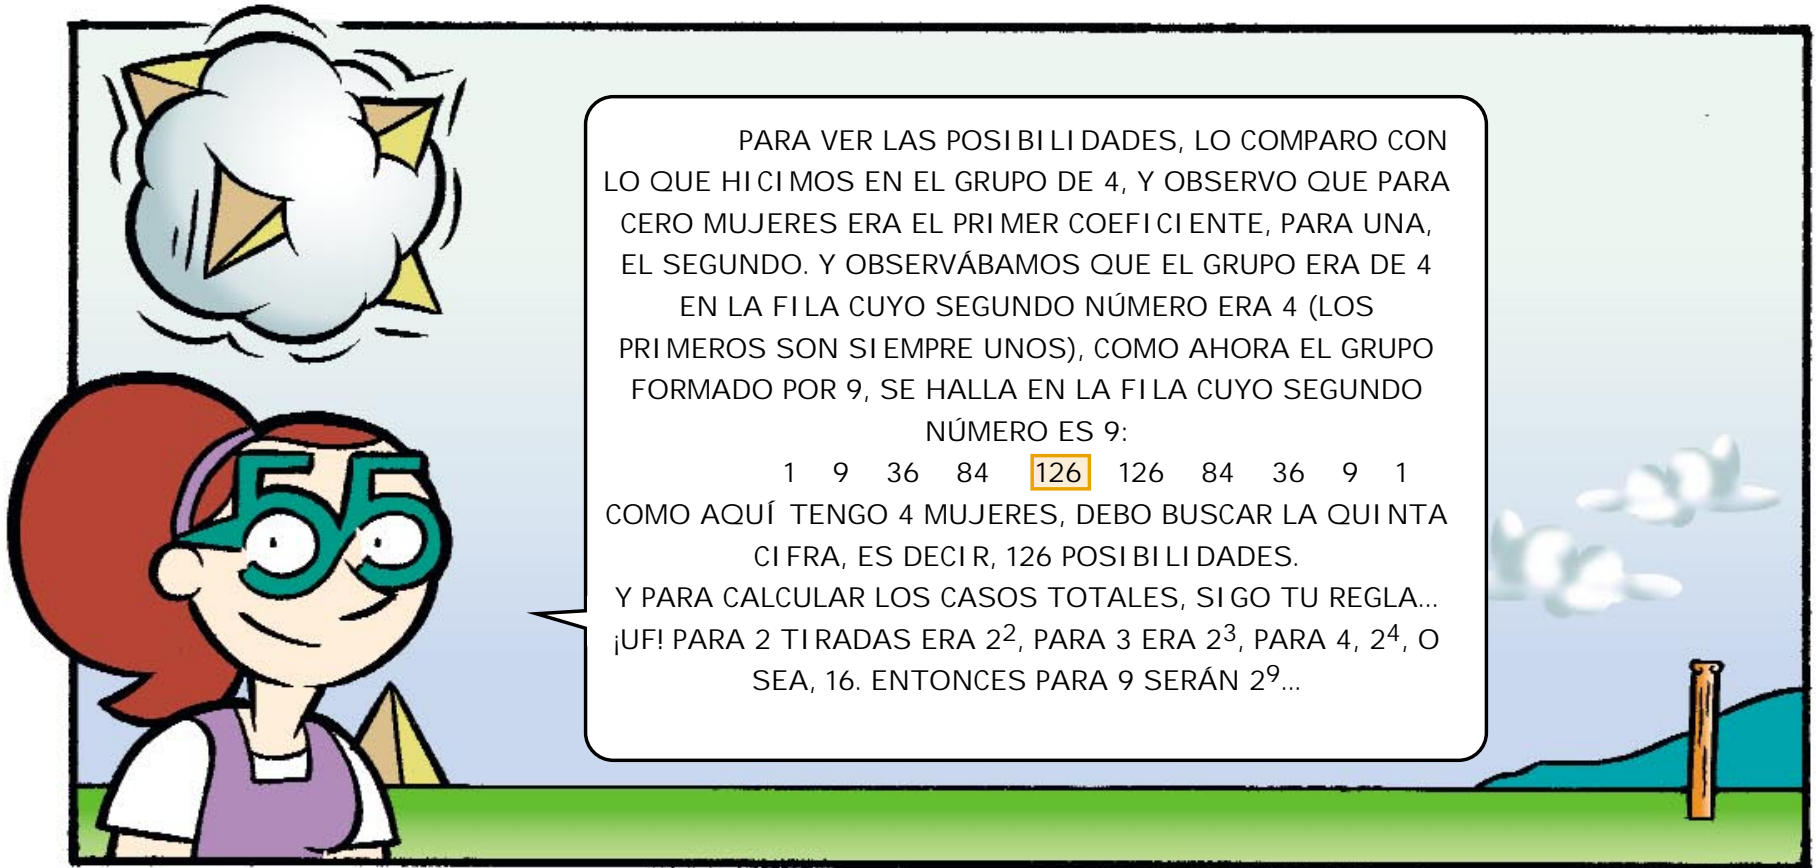 PARA VER LAS POSIBILIDADES, LO COMPARO CON
LO QUE HICIMOS EN EL GRUPO DE 4, Y OBSERVO QUE PARA
CERO MUJERES ERA EL PRIMER COEFICIENTE, PARA UNA,
EL SEGUNDO. Y OBSERVÁBAMOS QUE EL GRUPO ERA DE 4
EN LA FILA CUYO SEGUNDO NÚMERO ERA 4 (LOS
PRIMEROS SON SIEMPRE UNOS), COMO AHORA EL GRUPO
FORMADO POR 9, SE HALLA EN LA FILA CUYO SEGUNDO
NÚMERO ES 9:
1 9 36 84 126 126 84 36 9 1
COMO AQUÍ TENGO 4 MUJERES, DEBO BUSCAR LA QUINTA
CIFRA, ES DECIR, 126 POSIBILIDADES.
Y PARA CALCULAR LOS CASOS TOTALES, SIGO TU REGLA...
¡UF! PARA 2 TIRADAS ERA 2², PARA 3 ERA 2³, PARA 4, 2⁴, O
SEA, 16. ENTONCES PARA 9 SERÁN 2⁹...
55